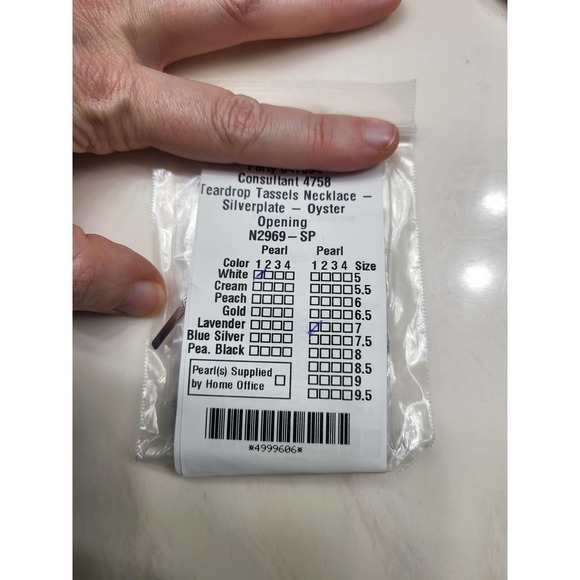 Consultant 4758
Teardrop Tassels Necklace –
Silverplate – Oyster
Opening
N2969–SP
Pearl Pearl
Color 1 2 3 4 1 2 3 4 Size
White 5
Cream 5.5
Peach 6
Gold 6.5
Lavender 7
Blue Silver 7.5
Pea. Black 8
8.5
9
9.5
Pearl(s) Supplied
by Home Office
*4999606*